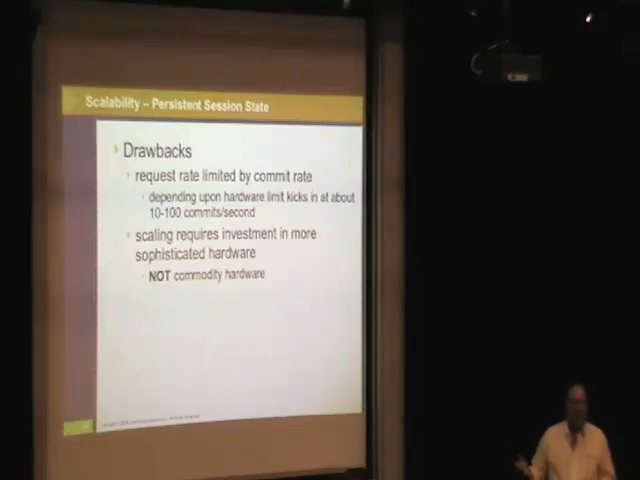 Scalability – Persistent Session State
Drawbacks
request rate limited by commit rate
depending upon hardware limit kicks in at about
10-100 commits/second
scaling requires investment in more
sophisticated hardware
NOT commodity hardware